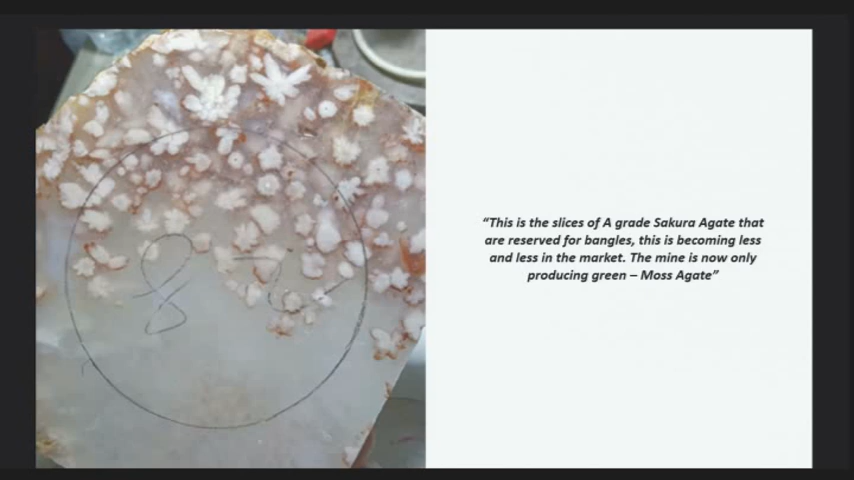 8
“This is the slices of A grade Sakura Agate that
are reserved for bangles, this is becoming less
and less in the market. The mine is now only
producing green – Moss Agate”